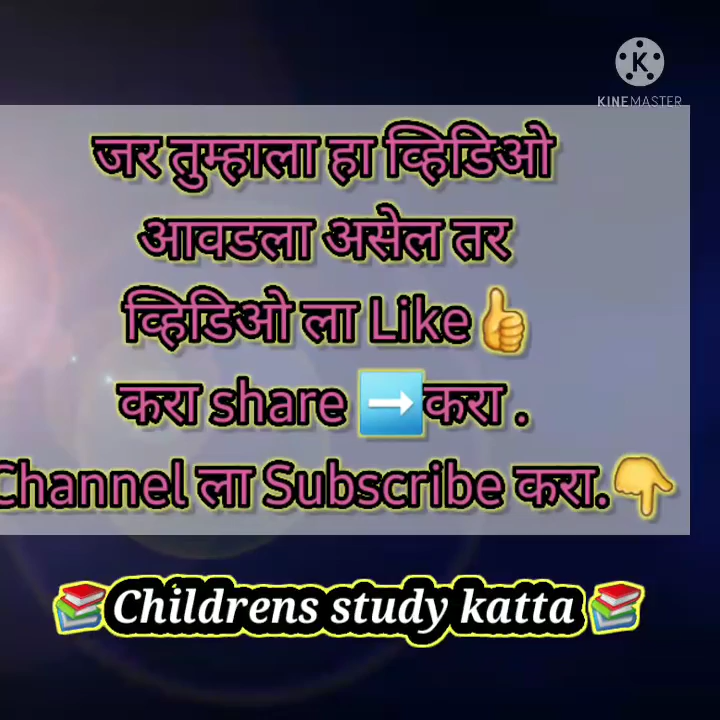 KINEMASTER
जर तुम्हाला हा व्हिडिओ
आवडला असेल तर
व्हिडिओ ला Like👍
करा share ➡️करा .
Channel ला Subscribe करा.👇
📚Childrens study katta📚